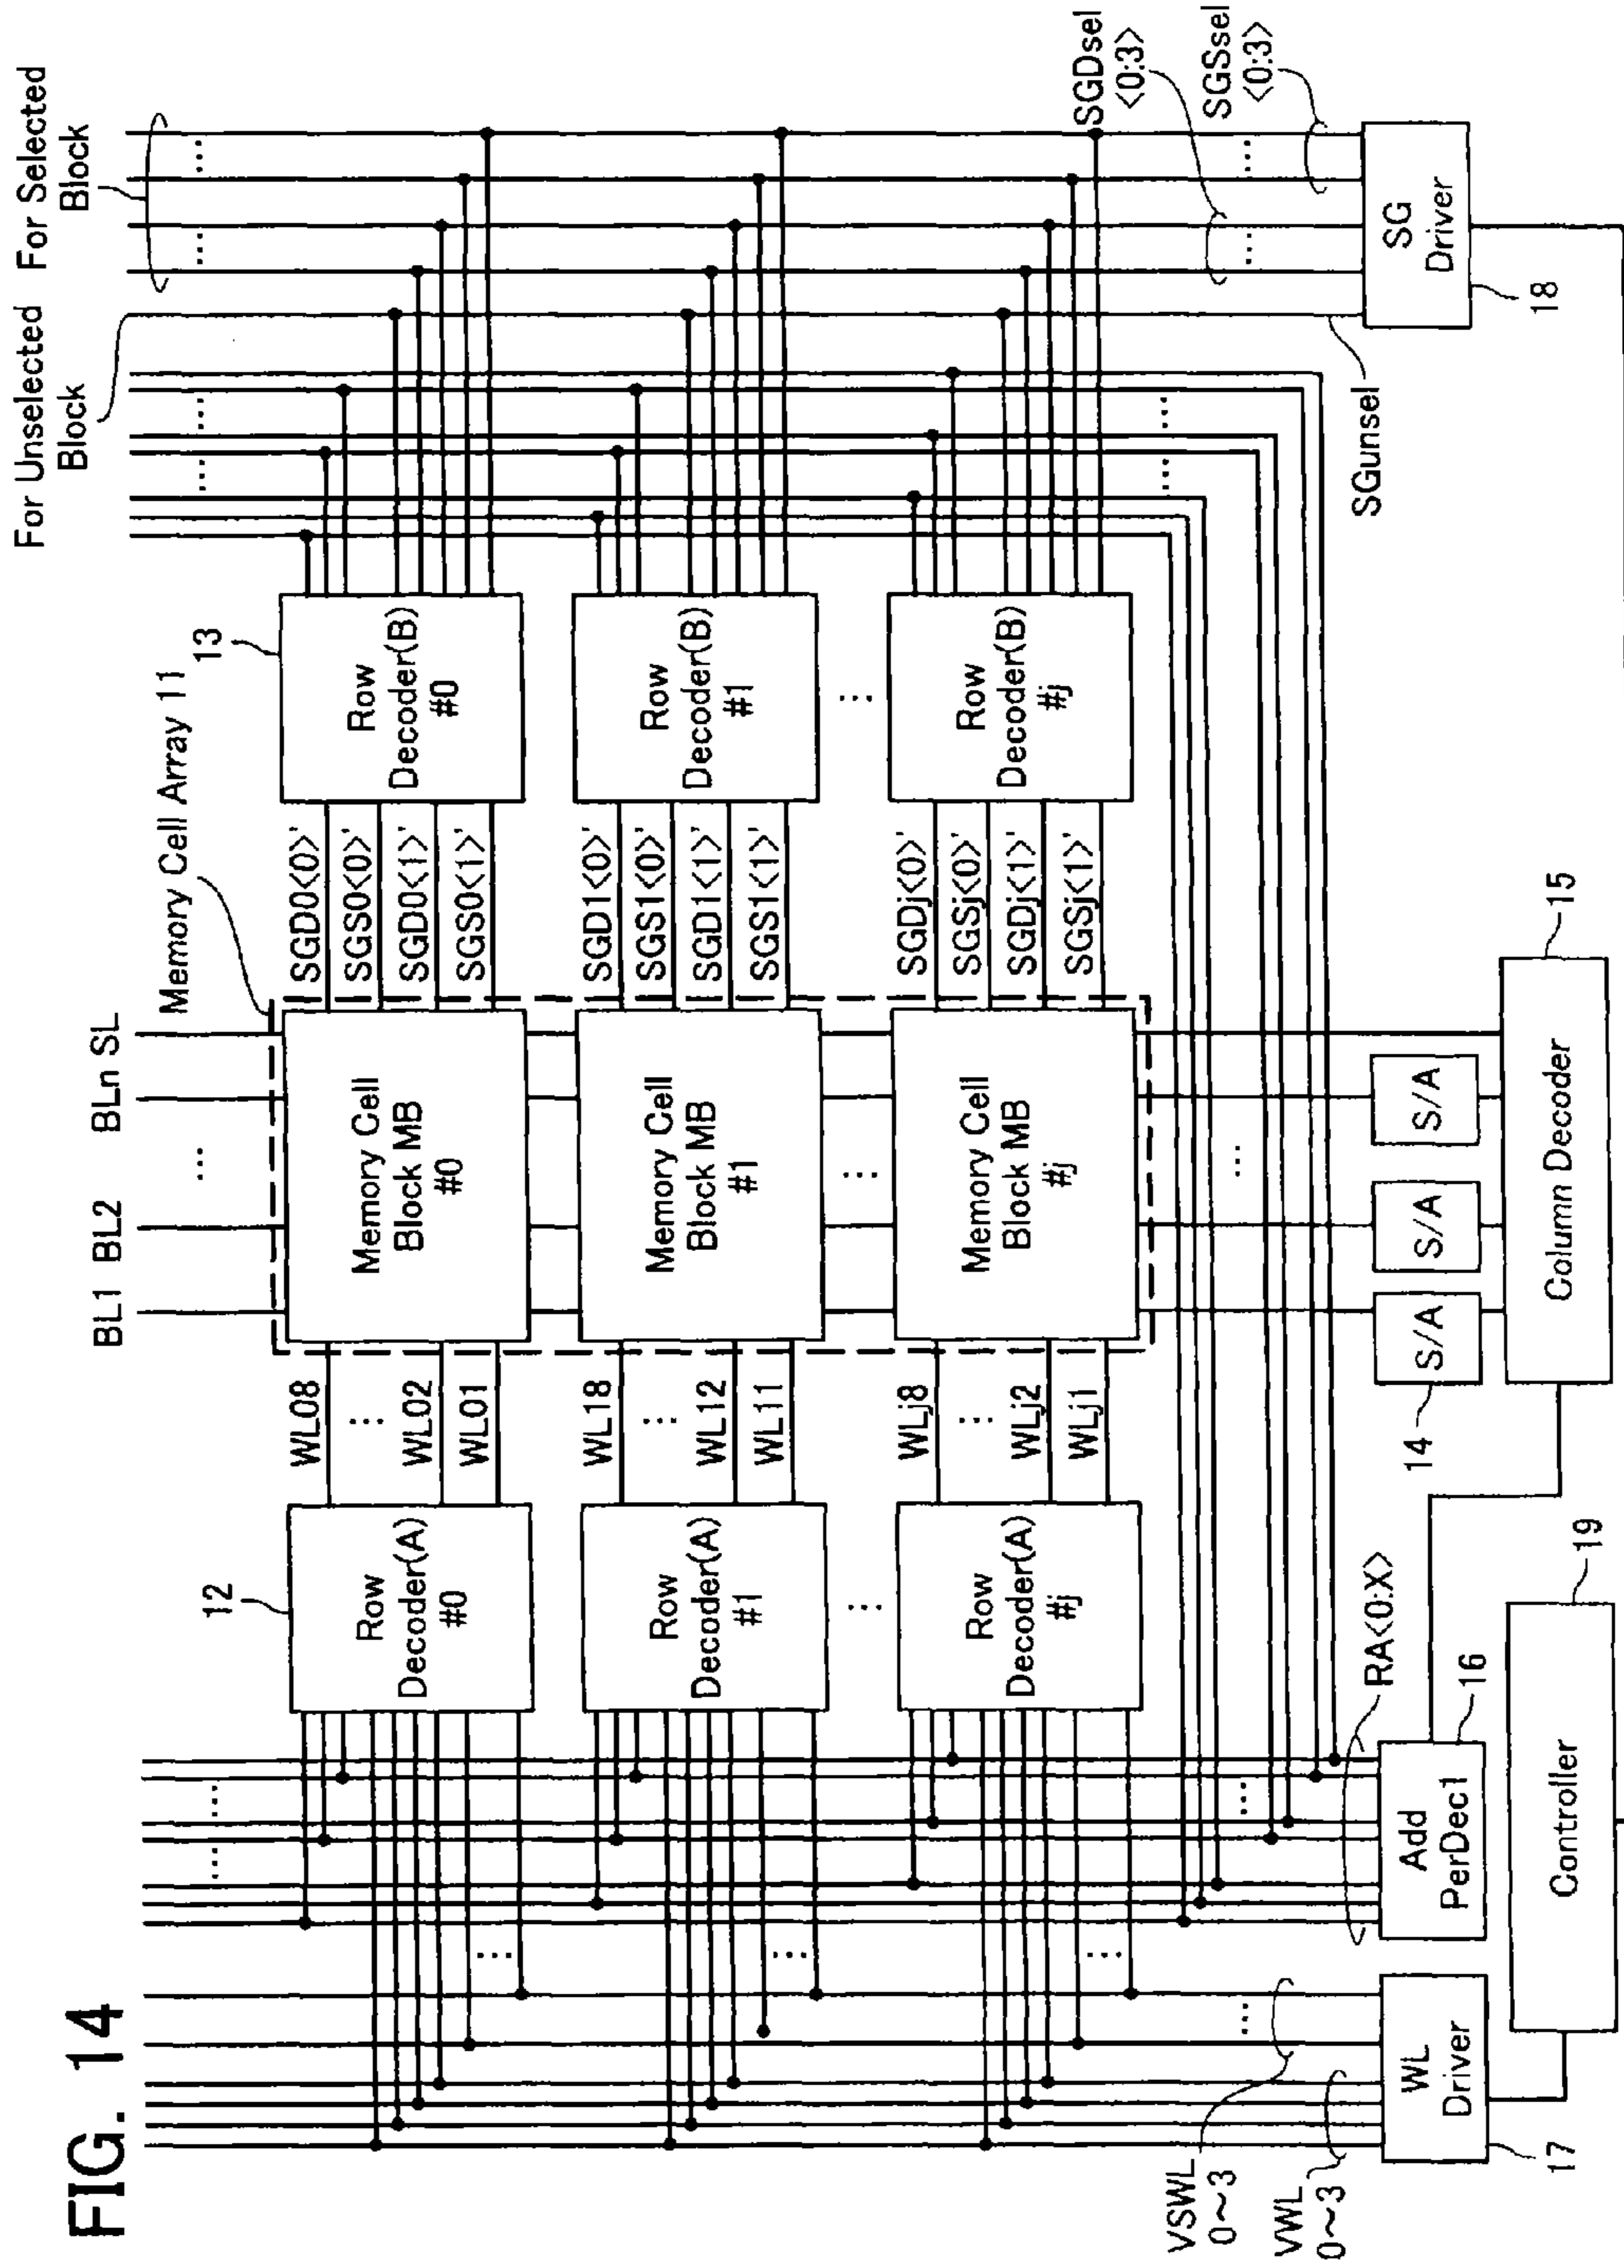 FIG. 14
For Unselected
Block
For Selected
Block
BL1
BL2
...
BLn
SL
Memory Cell Array 11
12
13
Row
Decoder(A)
#0
WL08
...
WL02
WL01
Memory Cell
Block MB
#0
SGD0<0>'
SGS0<0>'
SGD0<1>'
SGS0<1>'
Row
Decoder(B)
#0
Row
Decoder(A)
#1
WL18
...
WL12
WL11
Memory Cell
Block MB
#1
SGD1<0>'
SGS1<0>'
SGD1<1>'
SGS1<1>'
Row
Decoder(B)
#1
Row
Decoder(A)
#j
WLj8
...
WLj2
WLj1
Memory Cell
Block MB
#j
SGDj<0>'
SGSj<0>'
SGDj<1>'
SGSj<1>'
Row
Decoder(B)
#j
SGDsel
<0:3>
SGSsel
<0:3>
VSWL
0~3
VWL
0~3
RA<0:X>
SGunsel
WL
Driver
17
Add
PerDec1
16
14
S/A
S/A
S/A
SG
Driver
18
Controller
19
Column Decoder
15